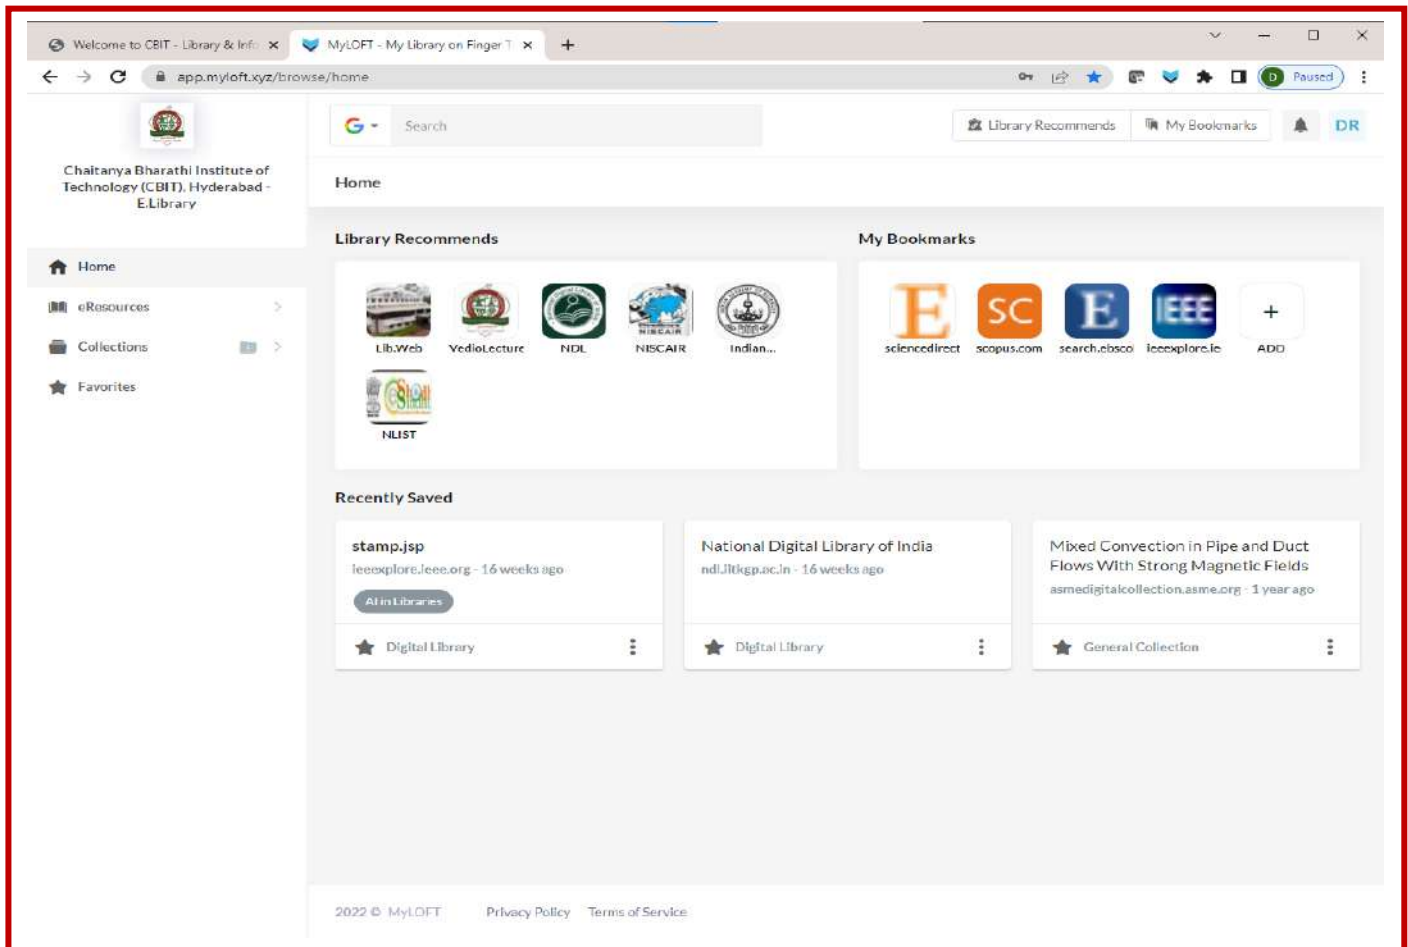 Welcome to CBIT - Library & Info
MyLOFT - My Library on Finger T
app.myloft.xyz/browse/home
D Paused
Chaitanya Bharathi Institute of
Technology (CBIT), Hyderabad -
E.Library
Search
Library Recommends
My Bookmarks
DR
Home
Home
eResources
Collections
Favorites
Library Recommends
Lib.Web
VedioLecture
NDL
NISCAIR
NISCAIR
Indian...
NLIST
My Bookmarks
E
SC
E
IEEE
sciencedirect
scopus.com
search.ebsco
ieeexplore.ie
ADD
Recently Saved
stamp.jsp
ieeexplore.ieee.org - 16 weeks ago
AI in Libraries
Digital Library
National Digital Library of India
ndl.iitkgp.ac.in - 16 weeks ago
Digital Library
Mixed Convection in Pipe and Duct
Flows With Strong Magnetic Fields
asmedigitalcollection.asme.org - 1 year ago
General Collection
2022 © MyLOFT
Privacy Policy
Terms of Service